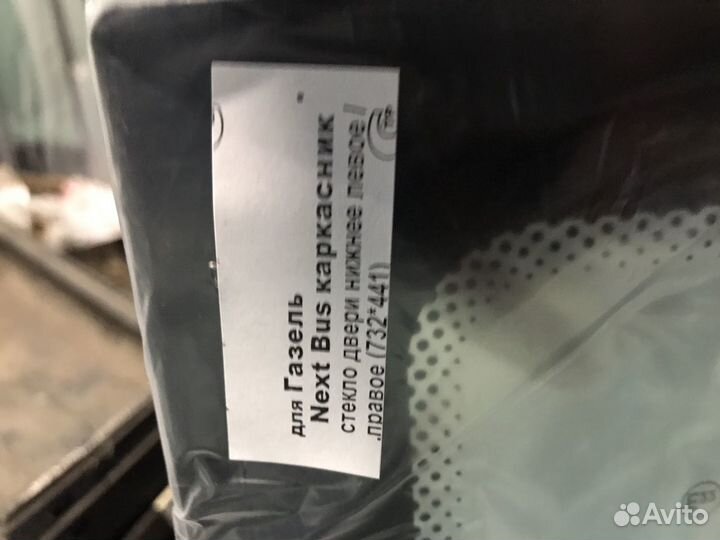 для Газель
Next Bus каркасник
стекло двери нижнее левое /
.правое (732*441)
Avito